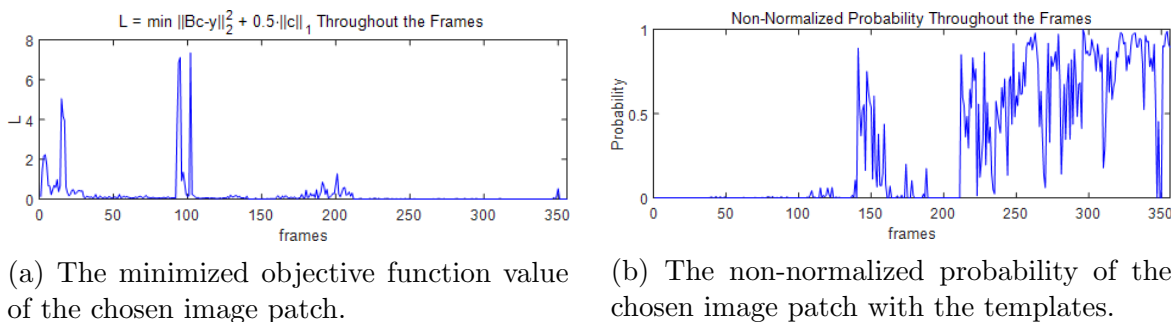 L = min ||Bc-y||₂² + 0.5·||c||₁ Throughout the Frames
8
6
4
2
0
L
0 50 100 150 200 250 300 350
frames
(a) The minimized objective function value
of the chosen image patch.
Non-Normalized Probability Throughout the Frames
1
0.5
0
Probability
0 50 100 150 200 250 300 350
frames
(b) The non-normalized probability of the
chosen image patch with the templates.